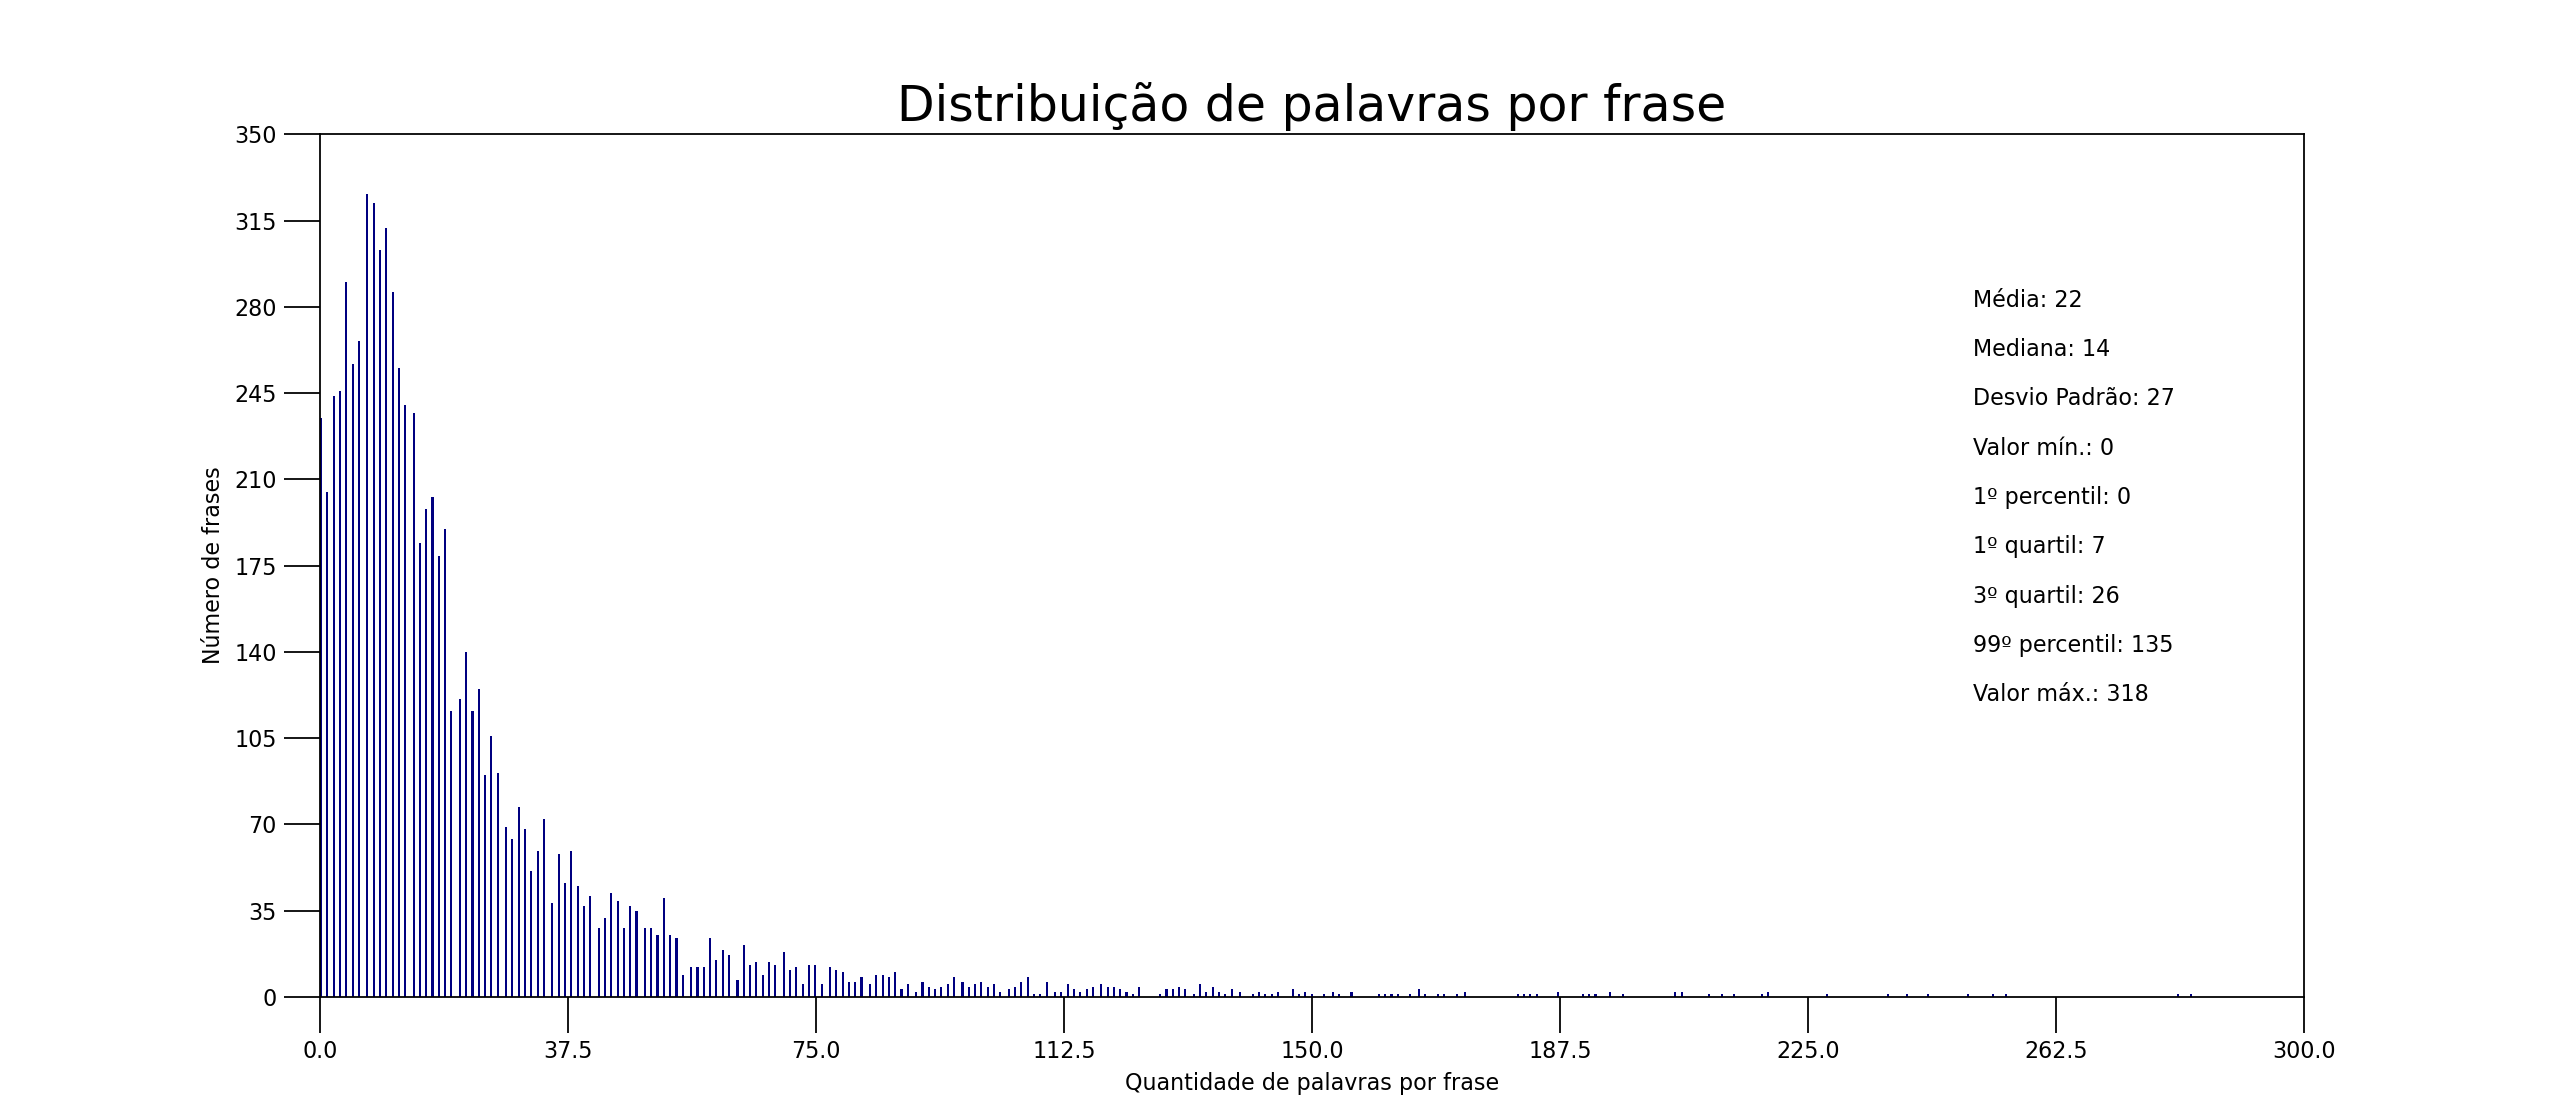 Distribuição de palavras por frase
350
315
280
245
210
175
140
105
70
35
0
Número de frases
Média: 22
Mediana: 14
Desvio Padrão: 27
Valor mín.: 0
1º percentil: 0
1º quartil: 7
3º quartil: 26
99º percentil: 135
Valor máx.: 318
0.0 37.5 75.0 112.5 150.0 187.5 225.0 262.5 300.0
Quantidade de palavras por frase